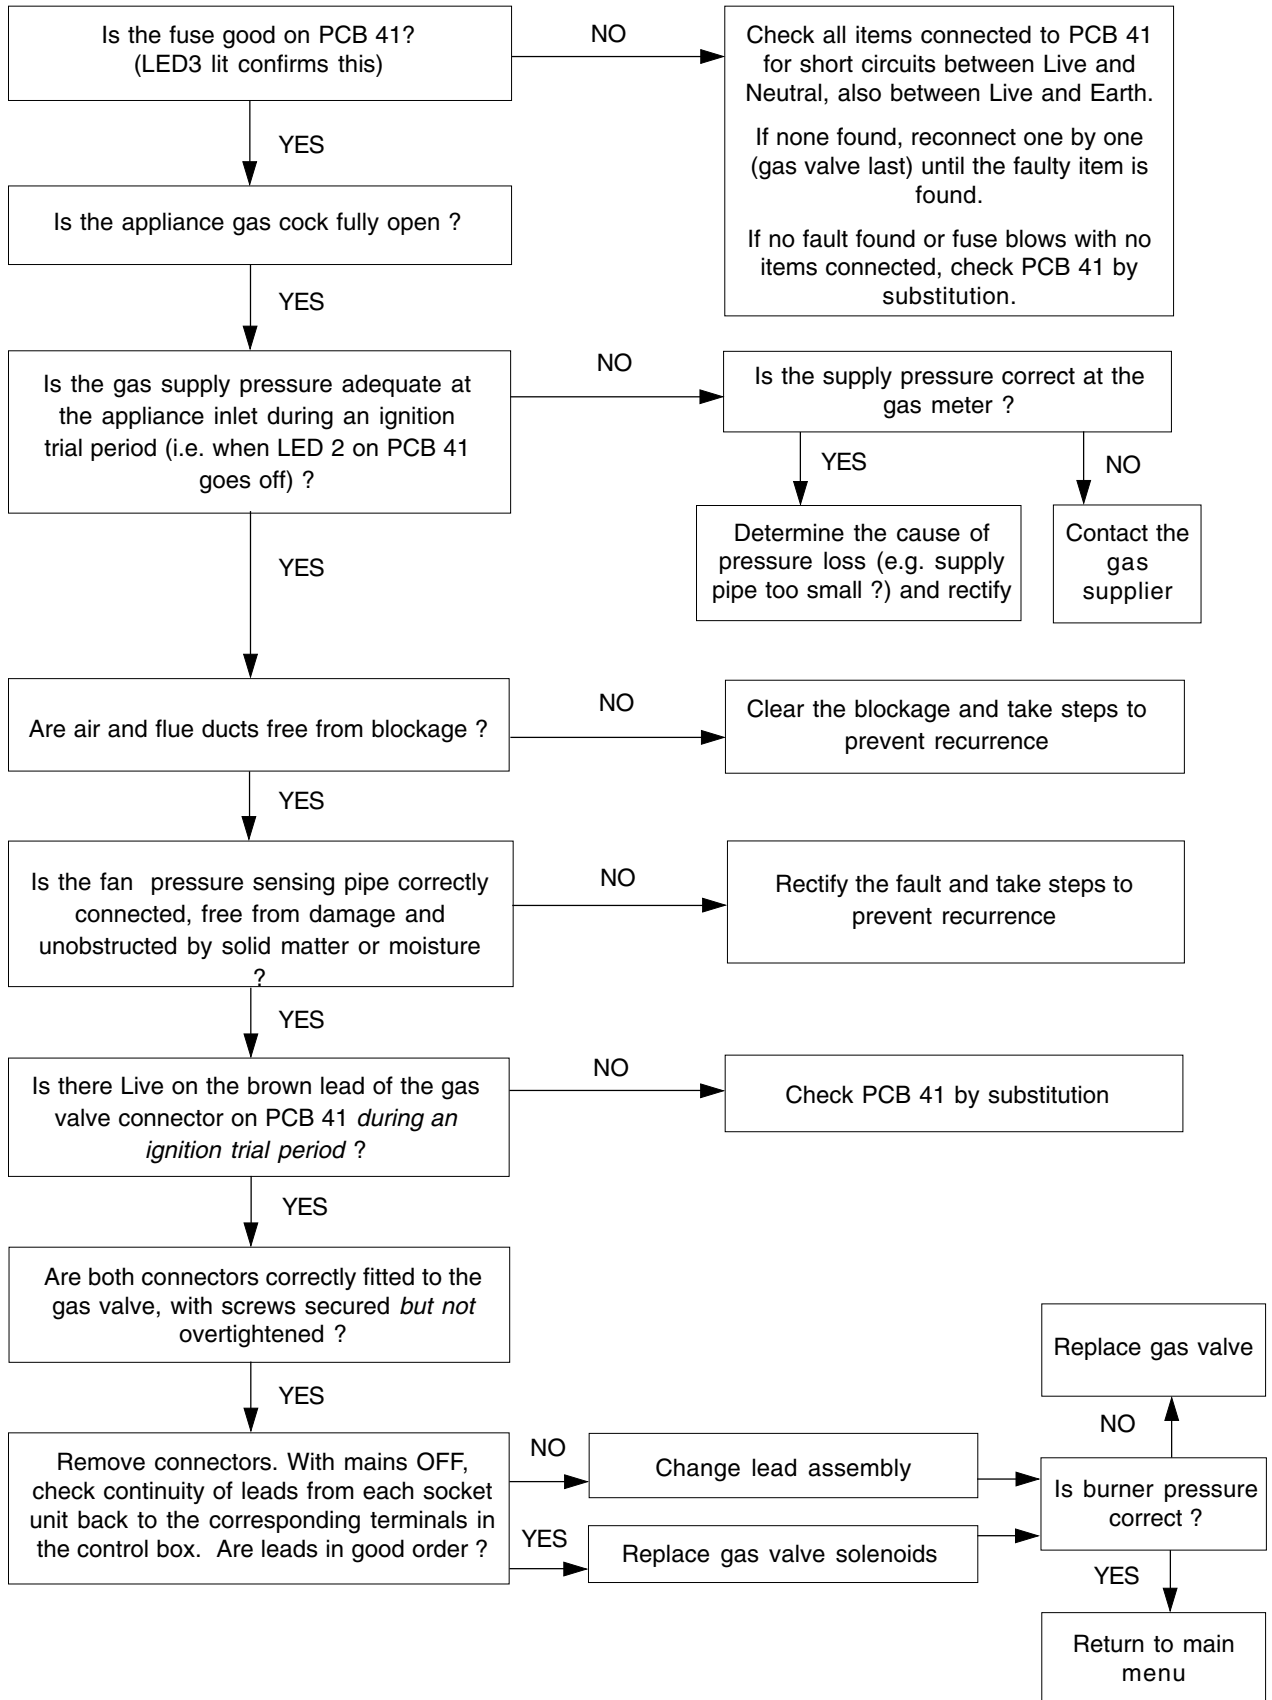 Is the fuse good on PCB 41?
(LED3 lit confirms this)
NO
Check all items connected to PCB 41
for short circuits between Live and
Neutral, also between Live and Earth.
If none found, reconnect one by one
(gas valve last) until the faulty item is
found.
If no fault found or fuse blows with no
items connected, check PCB 41 by
substitution.
YES
Is the appliance gas cock fully open ?
YES
Is the gas supply pressure adequate at
the appliance inlet during an ignition
trial period (i.e. when LED 2 on PCB 41
goes off) ?
NO
Is the supply pressure correct at the
gas meter ?
YES
NO
Determine the cause of
pressure loss (e.g. supply
pipe too small ?) and rectify
Contact the
gas
supplier
YES
Are air and flue ducts free from blockage ?
NO
Clear the blockage and take steps to
prevent recurrence
YES
Is the fan pressure sensing pipe correctly
connected, free from damage and
unobstructed by solid matter or moisture
?
NO
Rectify the fault and take steps to
prevent recurrence
YES
Is there Live on the brown lead of the gas
valve connector on PCB 41 during an
ignition trial period ?
NO
Check PCB 41 by substitution
YES
Are both connectors correctly fitted to the
gas valve, with screws secured but not
overtightened ?
YES
Remove connectors. With mains OFF,
check continuity of leads from each socket
unit back to the corresponding terminals in
the control box. Are leads in good order ?
NO
Change lead assembly
YES
Replace gas valve solenoids
Replace gas valve
NO
Is burner pressure
correct ?
YES
Return to main
menu